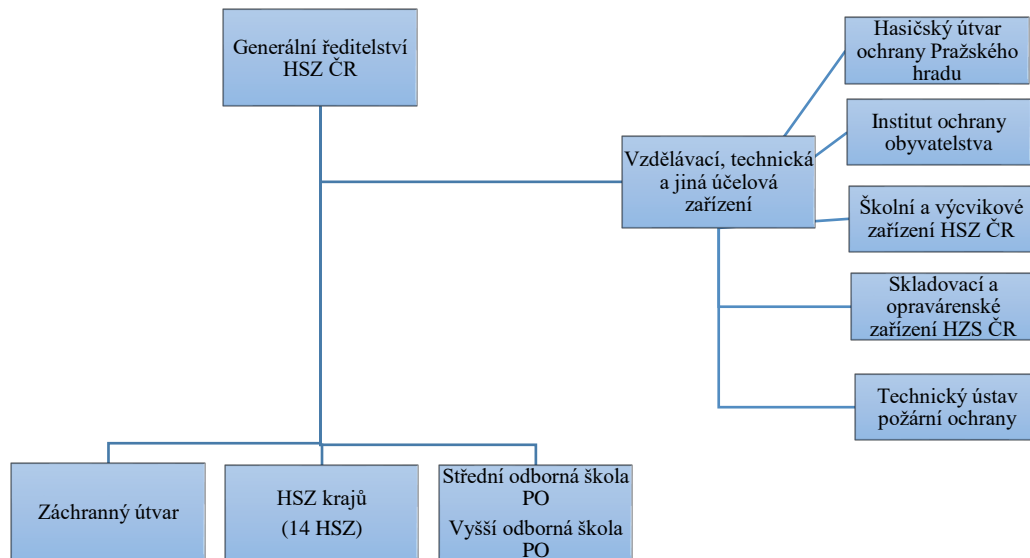 Generální ředitelství
HSZ ČR
Hasičský útvar
ochrany Pražského
hradu
Institut ochrany
obyvatelstva
Vzdělávací, technická
a jiná účelová
zařízení
Školní a výcvikové
zařízení HSZ ČR
Skladovací a
opravárenské
zařízení HZS ČR
Technický ústav
požární ochrany
Záchranný útvar
HSZ krajů
(14 HSZ)
Střední odborná škola
PO
Vyšší odborná škola
PO